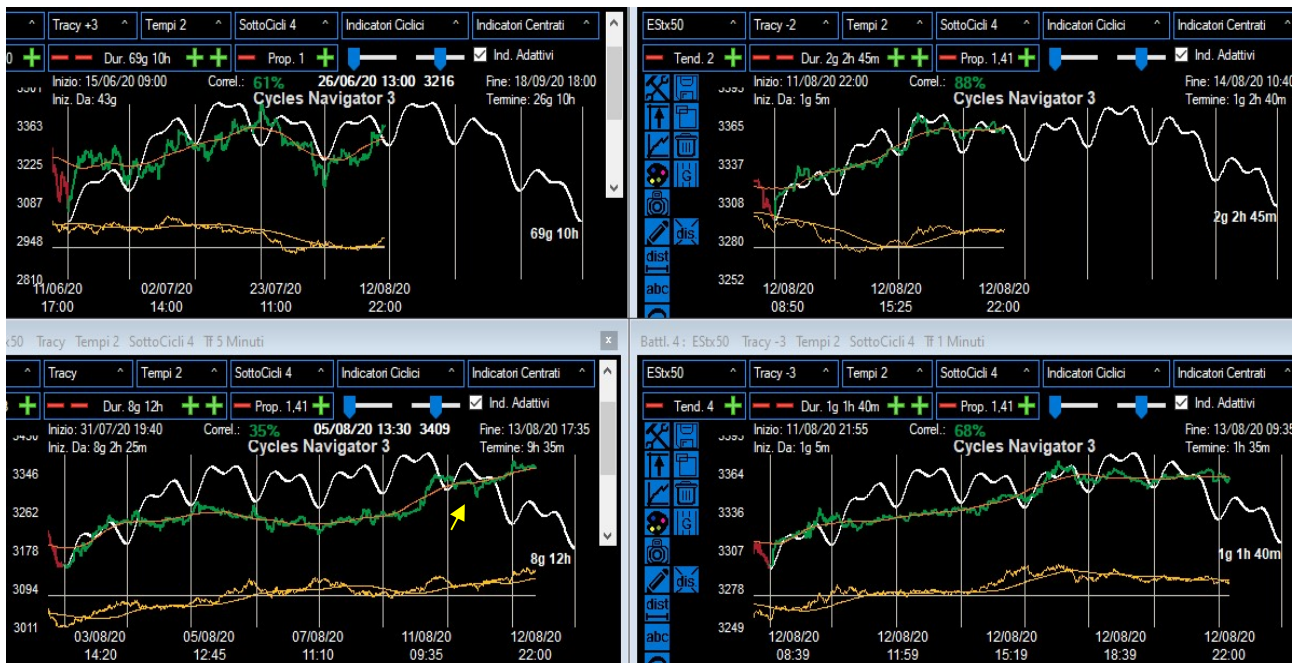 Tracy +3 ^ Tempi 2 ^ SottoCicli 4 ^ Indicatori Ciclici ^ Indicatori Centrati ^
Dur. 69g 10h Prop. 1 Ind. Adattivi
Inizio: 15/06/20 09:00 Correl.: 61% 26/06/20 13:00 3216 Fine: 18/09/20 18:00
Iniz. Da: 43g Cycles Navigator 3 Termine: 26g 10h
3363
3225
3087
69g 10h
2948
2810
11/06/20 02/07/20 23/07/20 12/08/20
17:00 14:00 11:00 22:00
EStx50 ^ Tracy -2 ^ Tempi 2 ^ SottoCicli 4 ^ Indicatori Ciclici ^ Indicatori Centrati ^
Tend. 2 Dur. 2g 2h 45m Prop. 1,41 Ind. Adattivi
Inizio: 11/08/20 22:00 Correl.: 88% Fine: 14/08/20 10:40
Iniz. Da: 1g 5m Cycles Navigator 3 Termine: 1g 2h 40m
3365
3337
G
3308
2g 2h 45m
dis
3280
dist
3252
abc
12/08/20 12/08/20 12/08/20
08:50 15:25 22:00
x50 Tracy Tempi 2 SottoCicli 4 Tf 5 Minuti x
^ Tracy ^ Tempi 2 ^ SottoCicli 4 ^ Indicatori Ciclici ^ Indicatori Centrati ^
Dur. 8g 12h Prop. 1,41 Ind. Adattivi
Inizio: 31/07/20 19:40 Correl.: 35% 05/08/20 13:30 3409 Fine: 13/08/20 17:35
Iniz. Da: 8g 2h 25m Cycles Navigator 3 Termine: 9h 35m
3346
3262
3178
8g 12h
3094
3011
03/08/20 05/08/20 07/08/20 11/08/20 12/08/20
14:20 12:45 11:10 09:35 22:00
Battl. 4 : EStx50 Tracy -3 Tempi 2 SottoCicli 4 Tf 1 Minuti
EStx50 ^ Tracy -3 ^ Tempi 2 ^ SottoCicli 4 ^ Indicatori Ciclici ^ Indicatori Centrati ^
Tend. 4 Dur. 1g 1h 40m Prop. 1,41 Ind. Adattivi
Inizio: 11/08/20 21:55 Correl.: 68% Fine: 13/08/20 09:35
Iniz. Da: 1g 5m Cycles Navigator 3 Termine: 1h 35m
3364
3336
G
3307
1g 1h 40m
dis
3278
dist
3249
abc
12/08/20 12/08/20 12/08/20 12/08/20 12/08/20
08:39 11:59 15:19 18:39 22:00